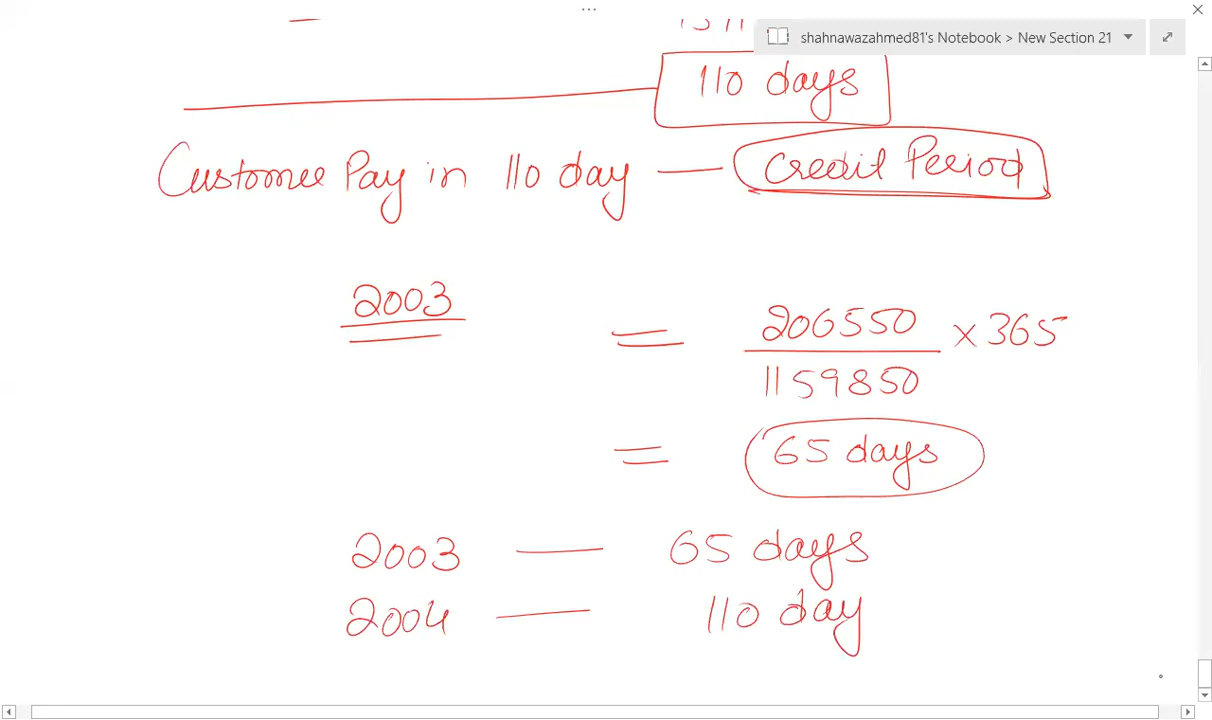 shahnawazahmed81's Notebook > New Section 21
110 days
Customer Pay in 110 day — Credit Period
2003
= 206550 × 365
1159850
= 65 days
2003 — 65 days
2004 — 110 day